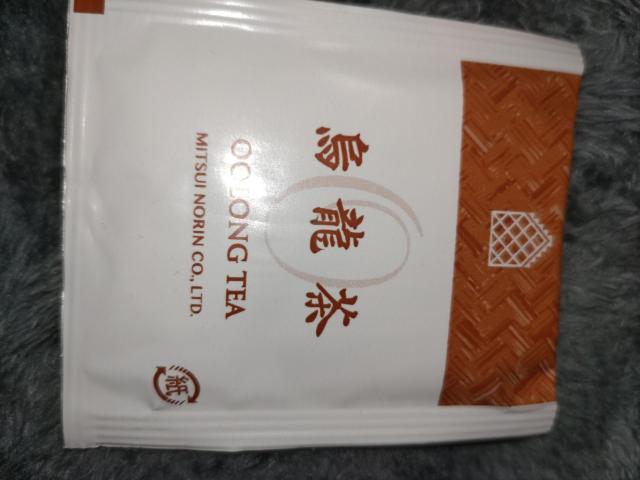 烏龍茶
OOLONG TEA
MITSUI NORIN CO., LTD.
紙